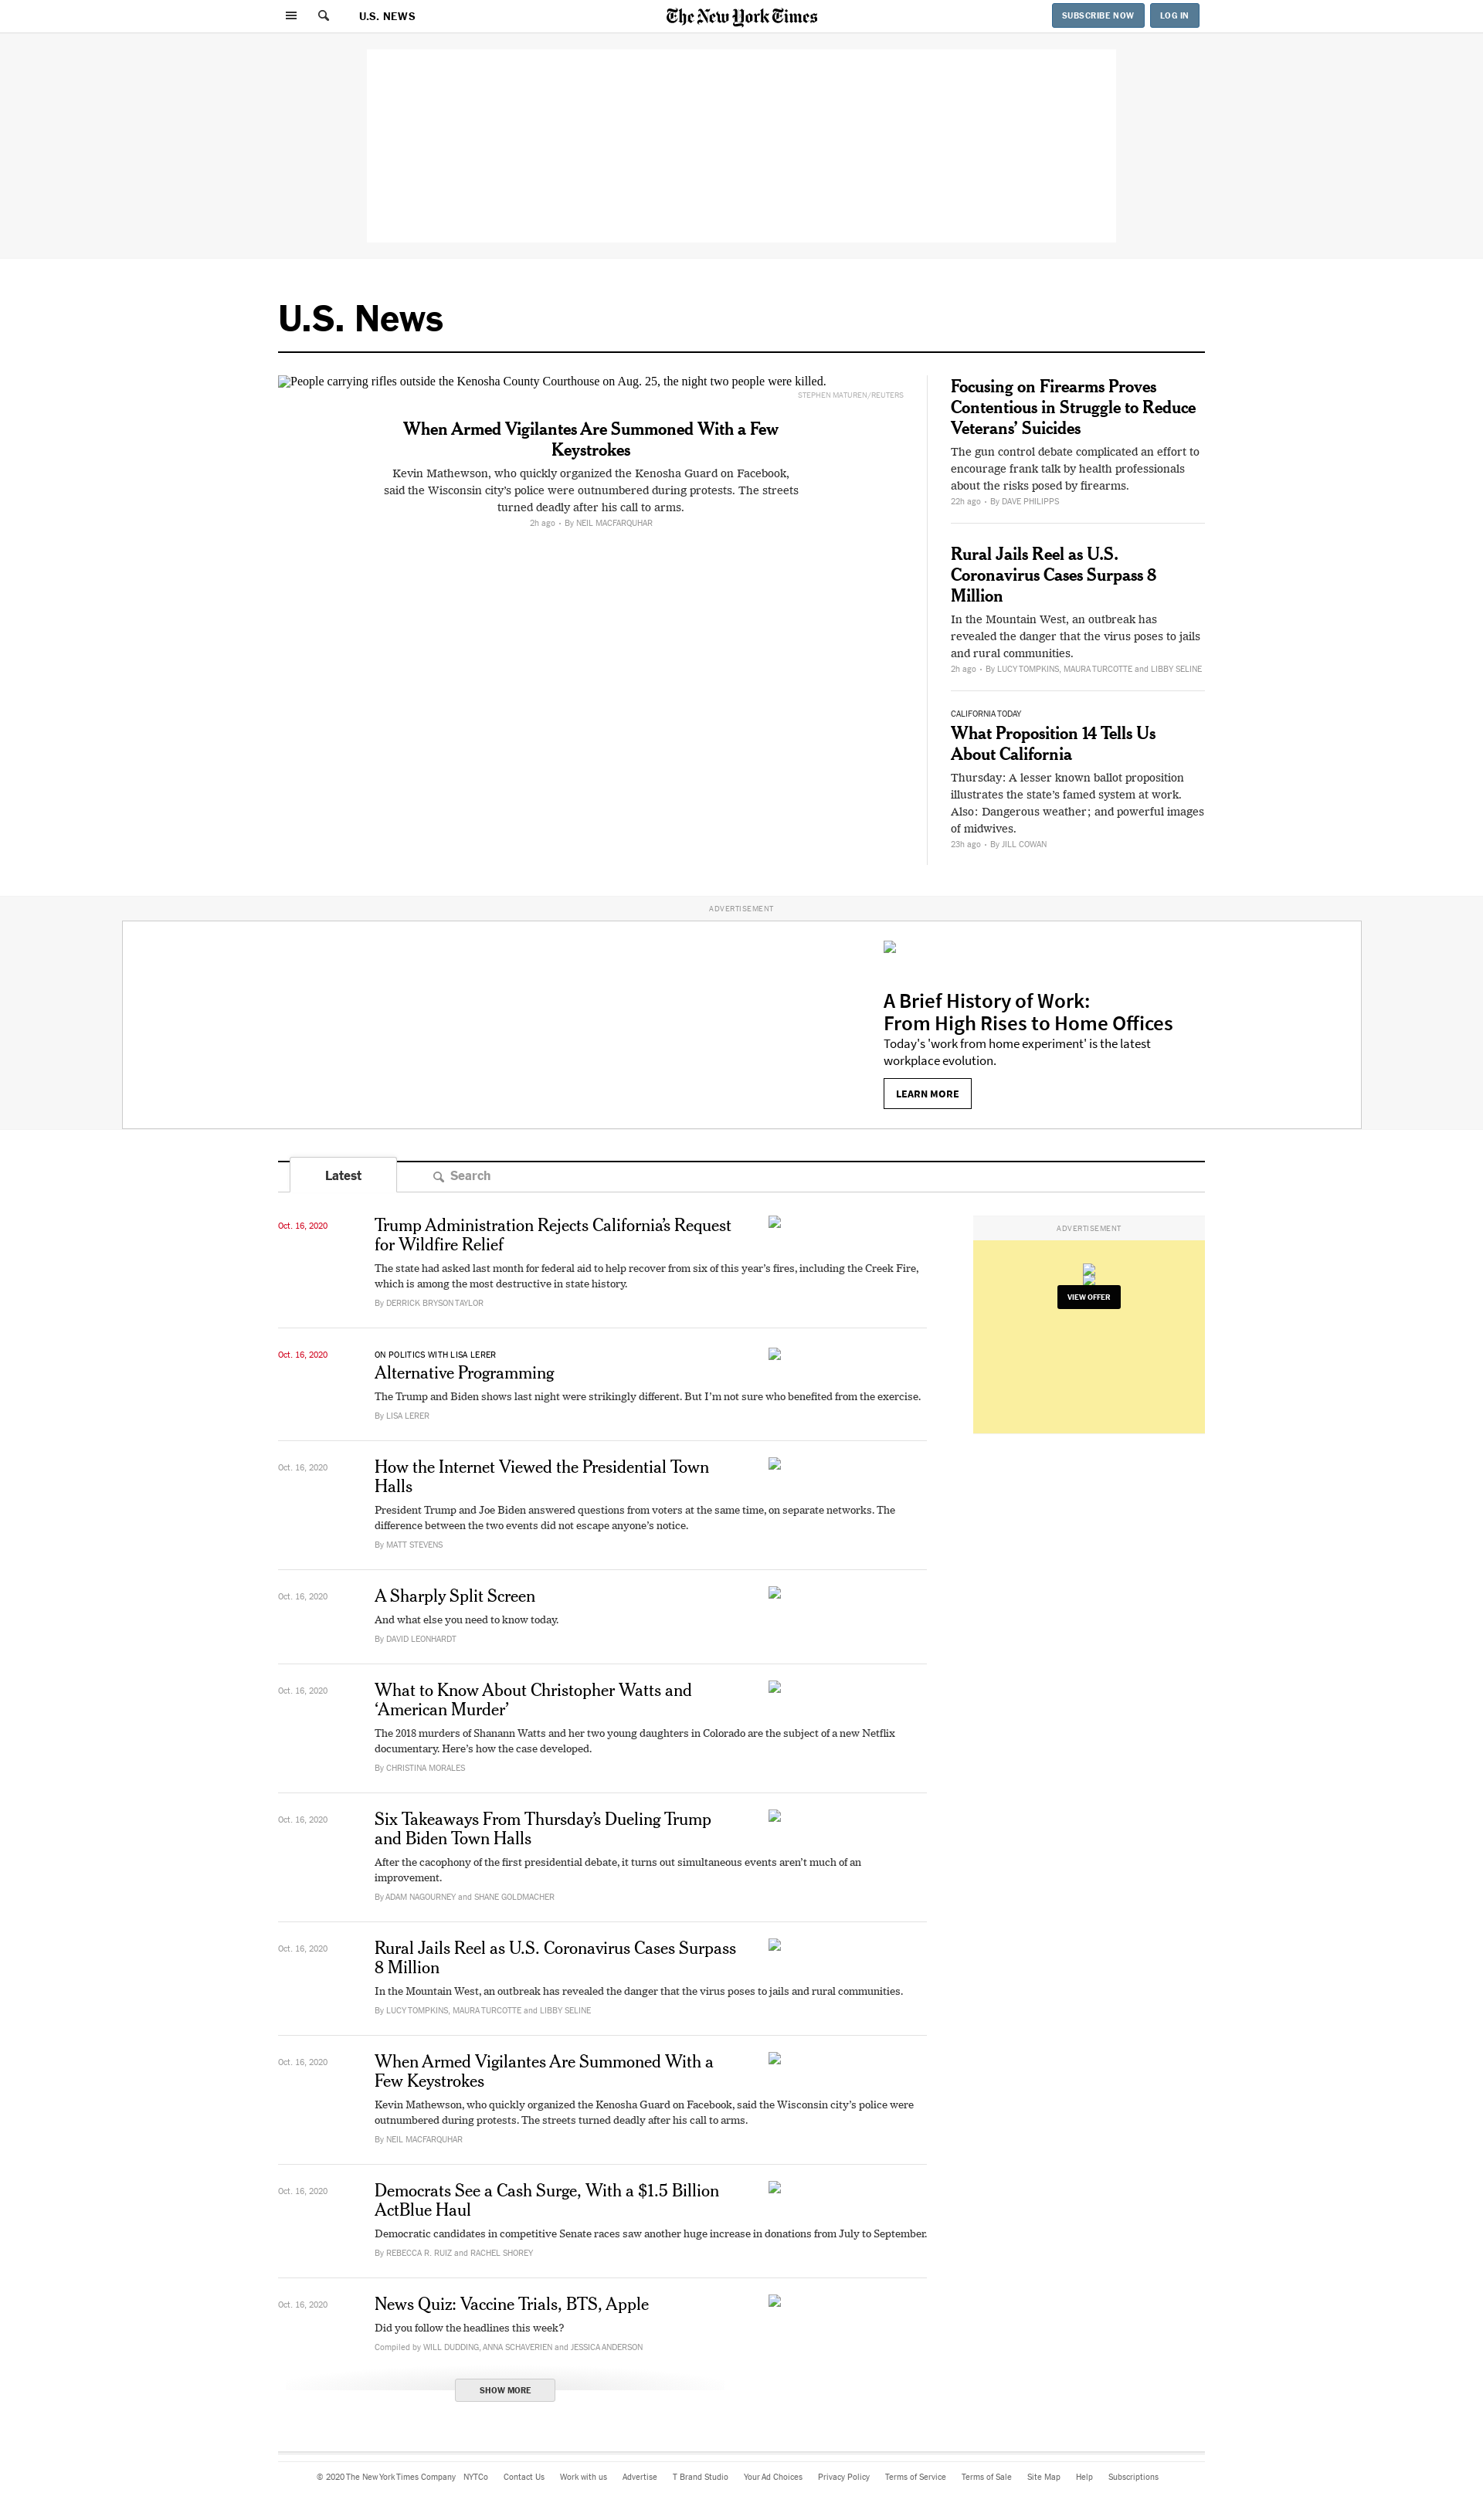 U.S. NEWS
The New York Times
SUBSCRIBE NOW
LOG IN
U.S. News
People carrying rifles outside the Kenosha County Courthouse on Aug. 25, the night two people were killed.
STEPHEN MATUREN/REUTERS
When Armed Vigilantes Are Summoned With a Few
Keystrokes
Kevin Mathewson, who quickly organized the Kenosha Guard on Facebook,
said the Wisconsin city’s police were outnumbered during protests. The streets
turned deadly after his call to arms.
2h ago • By NEIL MACFARQUHAR
Focusing on Firearms Proves
Contentious in Struggle to Reduce
Veterans’ Suicides
The gun control debate complicated an effort to
encourage frank talk by health professionals
about the risks posed by firearms.
22h ago • By DAVE PHILIPPS
Rural Jails Reel as U.S.
Coronavirus Cases Surpass 8
Million
In the Mountain West, an outbreak has
revealed the danger that the virus poses to jails
and rural communities.
2h ago • By LUCY TOMPKINS, MAURA TURCOTTE and LIBBY SELINE
CALIFORNIA TODAY
What Proposition 14 Tells Us
About California
Thursday: A lesser known ballot proposition
illustrates the state’s famed system at work.
Also: Dangerous weather; and powerful images
of midwives.
23h ago • By JILL COWAN
ADVERTISEMENT
A Brief History of Work:
From High Rises to Home Offices
Today's 'work from home experiment' is the latest
workplace evolution.
LEARN MORE
Latest
Search
Oct. 16, 2020
Trump Administration Rejects California’s Request
for Wildfire Relief
The state had asked last month for federal aid to help recover from six of this year’s fires, including the Creek Fire,
which is among the most destructive in state history.
By DERRICK BRYSON TAYLOR
ADVERTISEMENT
VIEW OFFER
Oct. 16, 2020
ON POLITICS WITH LISA LERER
Alternative Programming
The Trump and Biden shows last night were strikingly different. But I’m not sure who benefited from the exercise.
By LISA LERER
Oct. 16, 2020
How the Internet Viewed the Presidential Town
Halls
President Trump and Joe Biden answered questions from voters at the same time, on separate networks. The
difference between the two events did not escape anyone’s notice.
By MATT STEVENS
Oct. 16, 2020
A Sharply Split Screen
And what else you need to know today.
By DAVID LEONHARDT
Oct. 16, 2020
What to Know About Christopher Watts and
‘American Murder’
The 2018 murders of Shanann Watts and her two young daughters in Colorado are the subject of a new Netflix
documentary. Here’s how the case developed.
By CHRISTINA MORALES
Oct. 16, 2020
Six Takeaways From Thursday’s Dueling Trump
and Biden Town Halls
After the cacophony of the first presidential debate, it turns out simultaneous events aren’t much of an
improvement.
By ADAM NAGOURNEY and SHANE GOLDMACHER
Oct. 16, 2020
Rural Jails Reel as U.S. Coronavirus Cases Surpass
8 Million
In the Mountain West, an outbreak has revealed the danger that the virus poses to jails and rural communities.
By LUCY TOMPKINS, MAURA TURCOTTE and LIBBY SELINE
Oct. 16, 2020
When Armed Vigilantes Are Summoned With a
Few Keystrokes
Kevin Mathewson, who quickly organized the Kenosha Guard on Facebook, said the Wisconsin city’s police were
outnumbered during protests. The streets turned deadly after his call to arms.
By NEIL MACFARQUHAR
Oct. 16, 2020
Democrats See a Cash Surge, With a $1.5 Billion
ActBlue Haul
Democratic candidates in competitive Senate races saw another huge increase in donations from July to September.
By REBECCA R. RUIZ and RACHEL SHOREY
Oct. 16, 2020
News Quiz: Vaccine Trials, BTS, Apple
Did you follow the headlines this week?
Compiled by WILL DUDDING, ANNA SCHAVERIEN and JESSICA ANDERSON
SHOW MORE
© 2020 The New York Times Company NYTCo Contact Us Work with us Advertise T Brand Studio Your Ad Choices Privacy Policy Terms of Service Terms of Sale Site Map Help Subscriptions